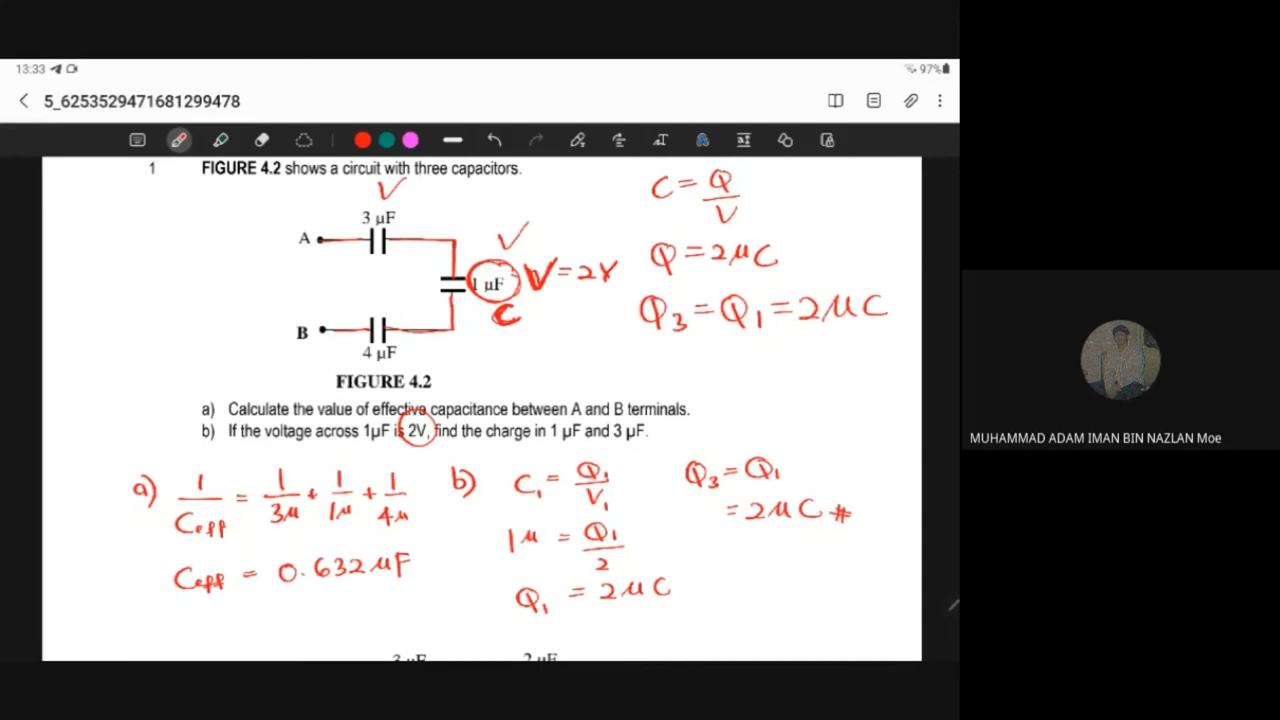 13:33
97%
5_6253529471681299478
1 FIGURE 4.2 shows a circuit with three capacitors.
V
3 µF
A
1 µF
V = 2V
C
B
4 µF
FIGURE 4.2
C = Q/V
Q = 2µC
Q₃ = Q₁ = 2µC
a) Calculate the value of effective capacitance between A and B terminals.
b) If the voltage across 1µF is 2V, find the charge in 1 µF and 3 µF.
a) 1/Ceff = 1/3µ + 1/1µ + 1/4µ
Ceff = 0.632µF
b) C₁ = Q₁/V₁
1µ = Q₁/2
Q₁ = 2µC
Q₃ = Q₁
= 2µC #
MUHAMMAD ADAM IMAN BIN NAZLAN Moe